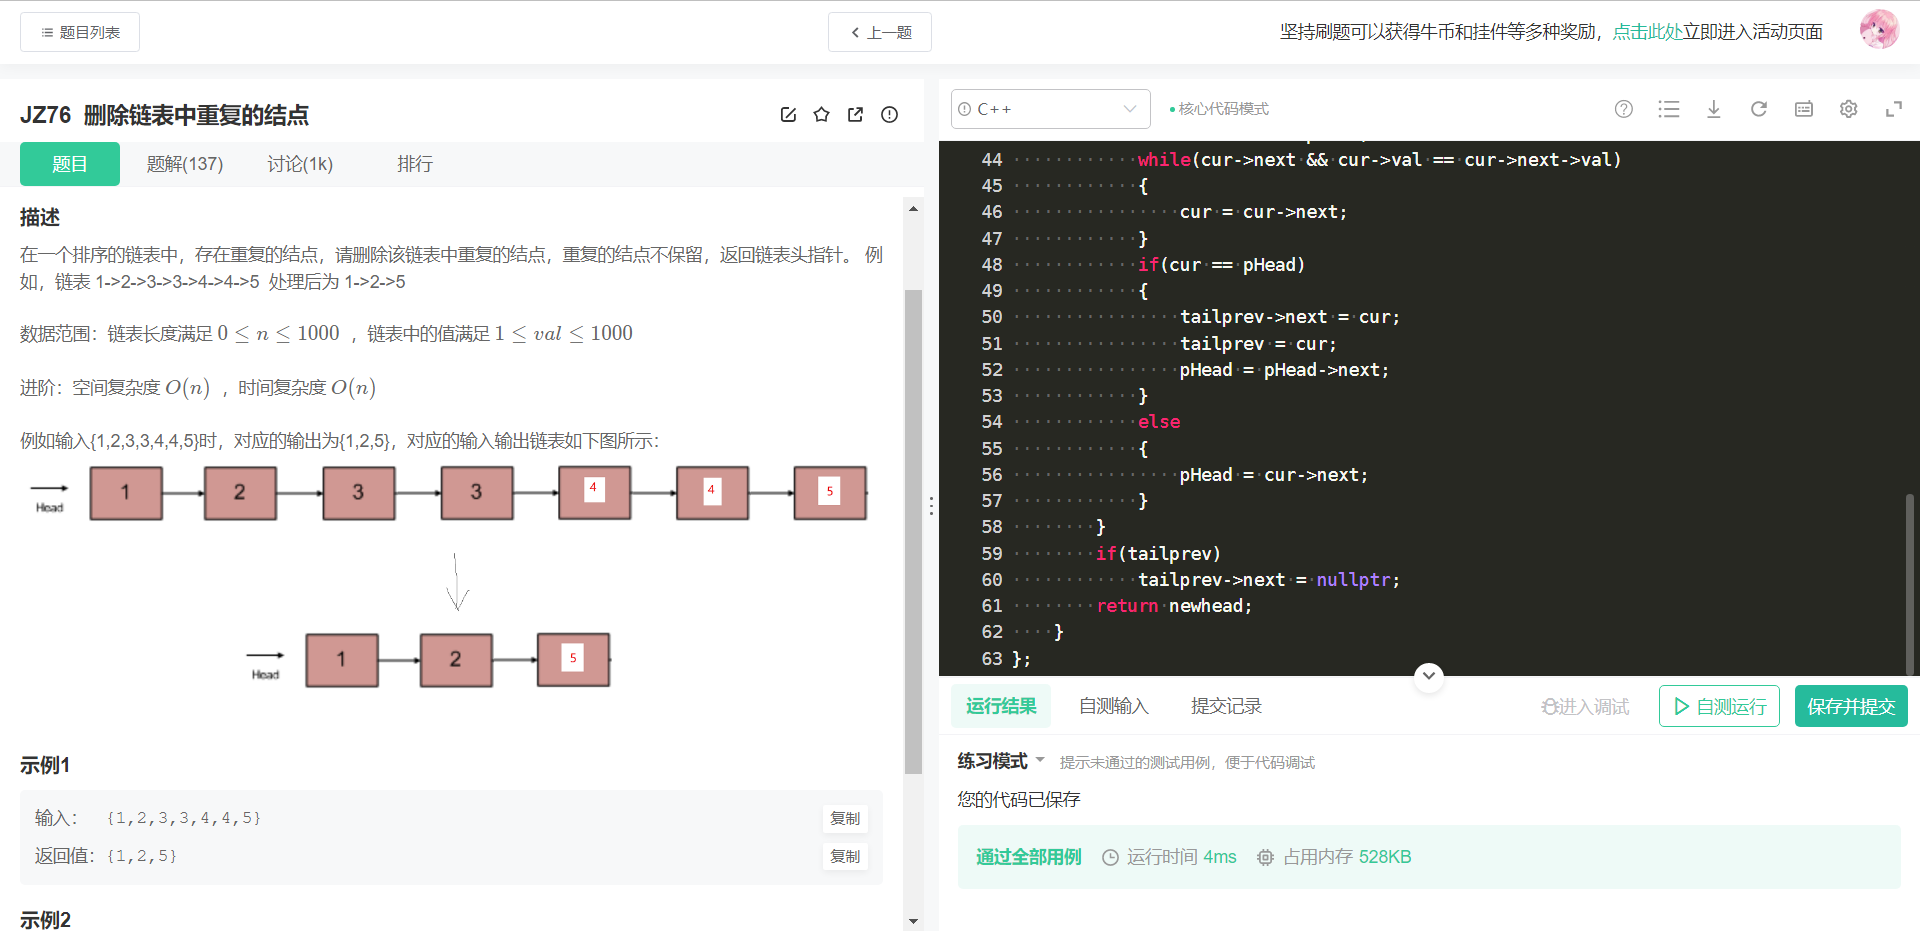 题目列表
上一题
坚持刷题可以获得牛币和挂件等多种奖励，点击此处立即进入活动页面
JZ76 删除链表中重复的结点
题目 题解(137) 讨论(1k) 排行
描述
在一个排序的链表中，存在重复的结点，请删除该链表中重复的结点，重复的结点不保留，返回链表头指针。 例
如，链表 1->2->3->3->4->4->5 处理后为 1->2->5
数据范围：链表长度满足 0 ≤ n ≤ 1000 ，链表中的值满足 1 ≤ val ≤ 1000
进阶：空间复杂度 O(n) ，时间复杂度 O(n)
例如输入{1,2,3,3,4,4,5}时，对应的输出为{1,2,5}，对应的输入输出链表如下图所示：
Head 1 2 3 3 4 4 5
Head 1 2 5
示例1
输入： {1,2,3,3,4,4,5} 复制
返回值：{1,2,5} 复制
示例2
C++ 核心代码模式
44 while(cur->next && cur->val == cur->next->val)
45 {
46 cur = cur->next;
47 }
48 if(cur == pHead)
49 {
50 tailprev->next = cur;
51 tailprev = cur;
52 pHead = pHead->next;
53 }
54 else
55 {
56 pHead = cur->next;
57 }
58 }
59 if(tailprev)
60 tailprev->next = nullptr;
61 return newhead;
62 }
63 };
运行结果 自测输入 提交记录 进入调试 自测运行 保存并提交
练习模式 提示未通过的测试用例，便于代码调试
您的代码已保存
通过全部用例 运行时间 4ms 占用内存 528KB